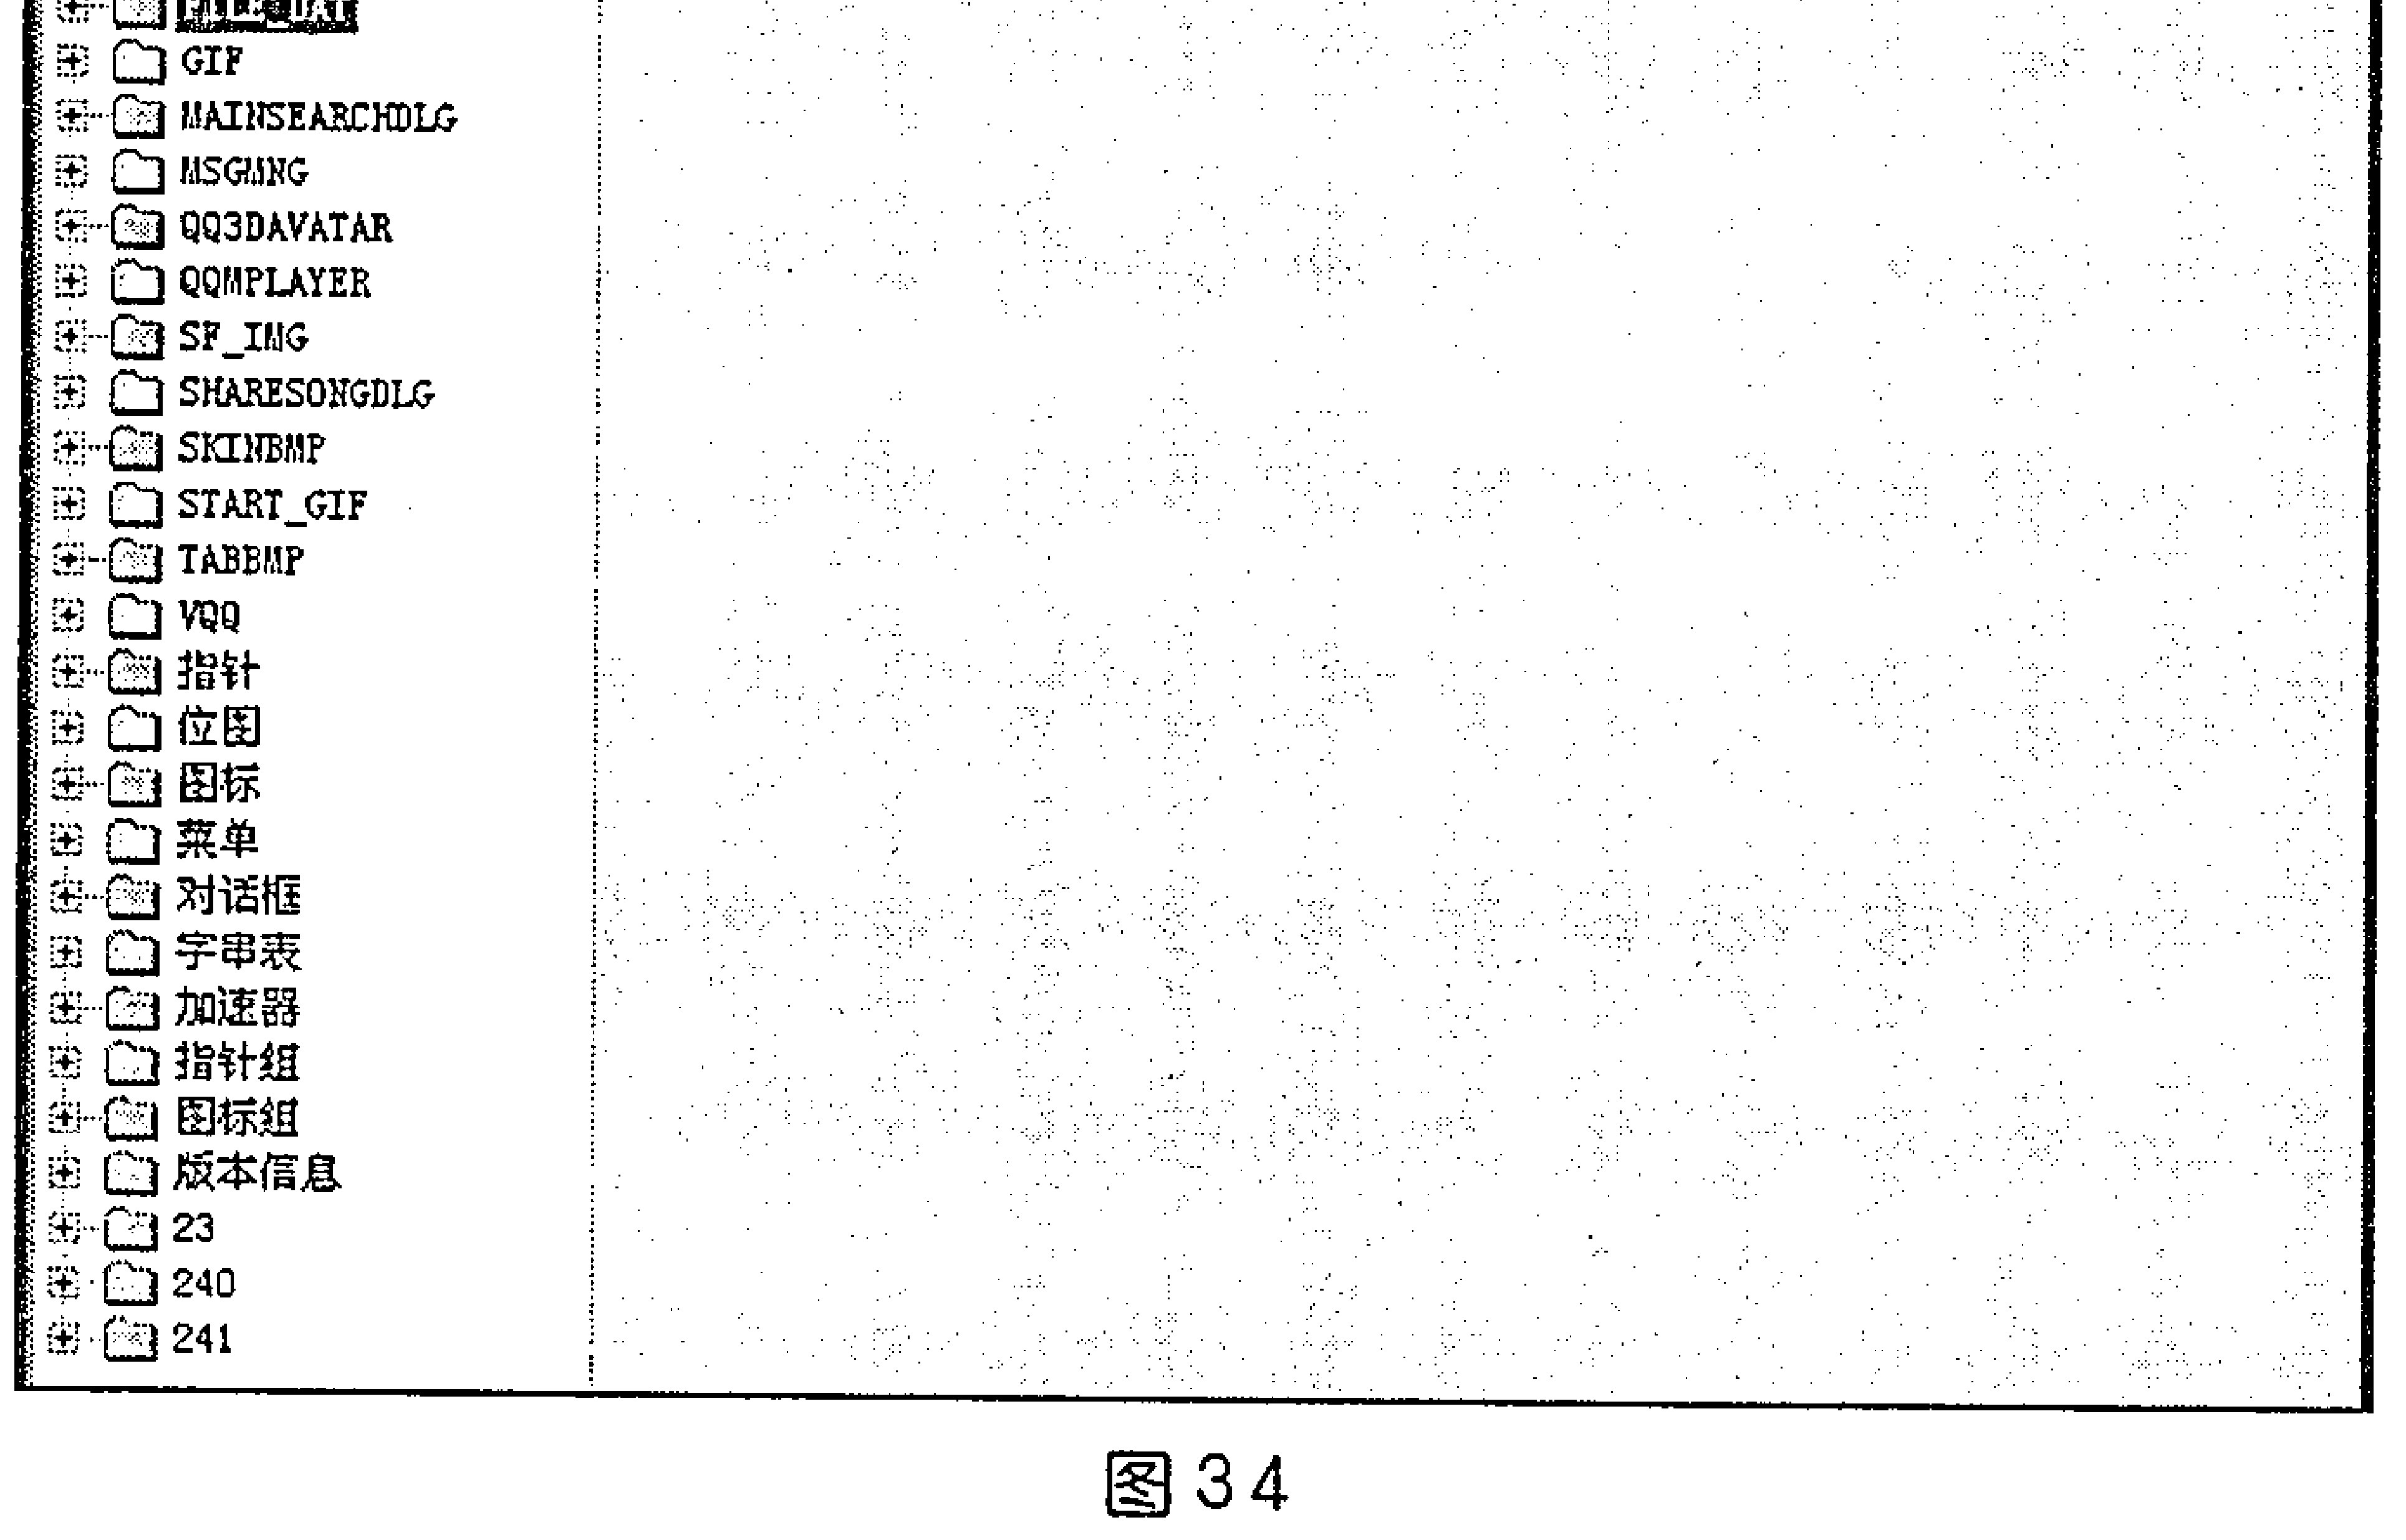 GIF
MAINSEARCHDLG
MSGMNG
QQ3DAVATAR
QQMPLAYER
SF_IMG
SHARESONGDLG
SKINBMP
START_GIF
TABBMP
VQQ
指针
位图
图标
菜单
对话框
字串表
加速器
指针组
图标组
版本信息
23
240
241
图34